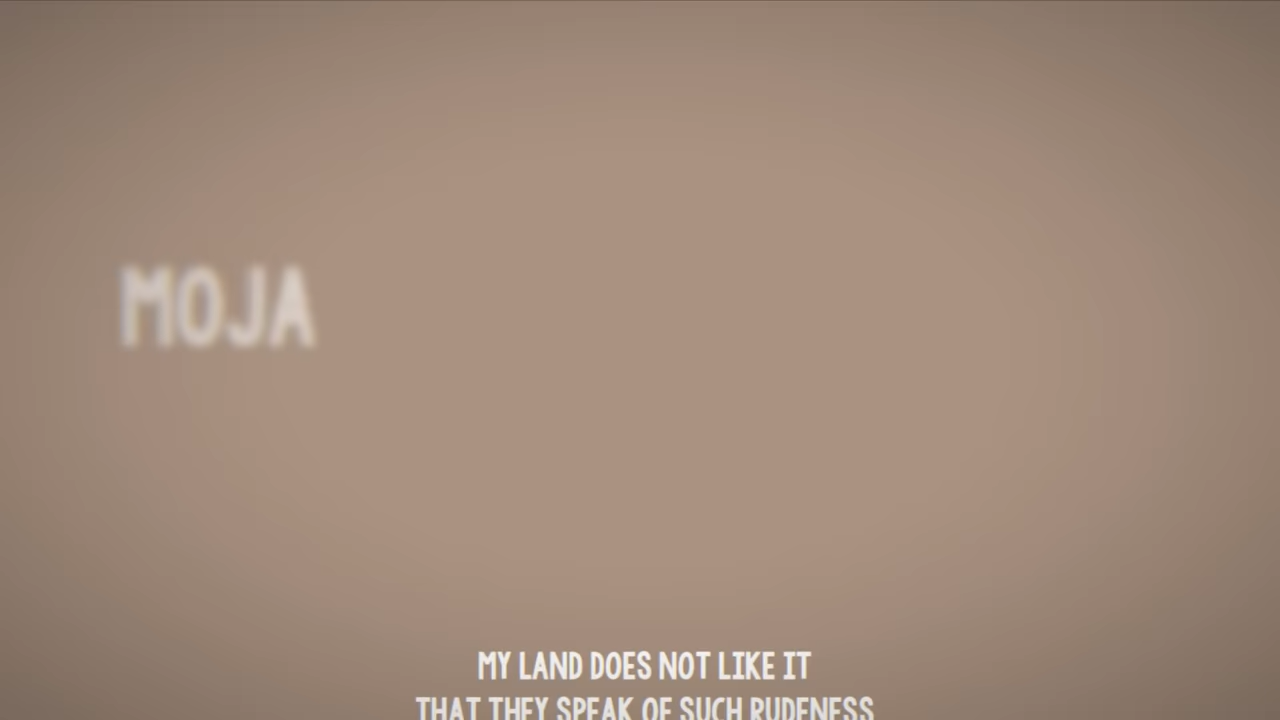 MOJA
MY LAND DOES NOT LIKE IT
THAT THEY SPEAK OF SUCH RUDENESS